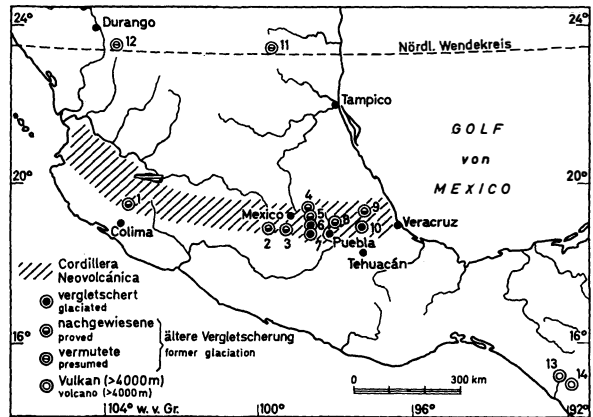 24°
24°
Durango
12
11
Nördl. Wendekreis
Tampico
GOLF
von
MEXICO
20°
20°
1
Colima
Mexico
4
5
6
7
8
9
10
2
3
Puebla
Veracruz
Tehuacán
Cordillera
Neovolcánica
vergletschert
glaciated
nachgewiesene
proved
ältere Vergletscherung
former glaciation
vermutete
presumed
Vulkan (>4000m)
volcano (>4000m)
16°
16°
13
14
0 300 km
104° w. v. Gr.
100°
96°
92°